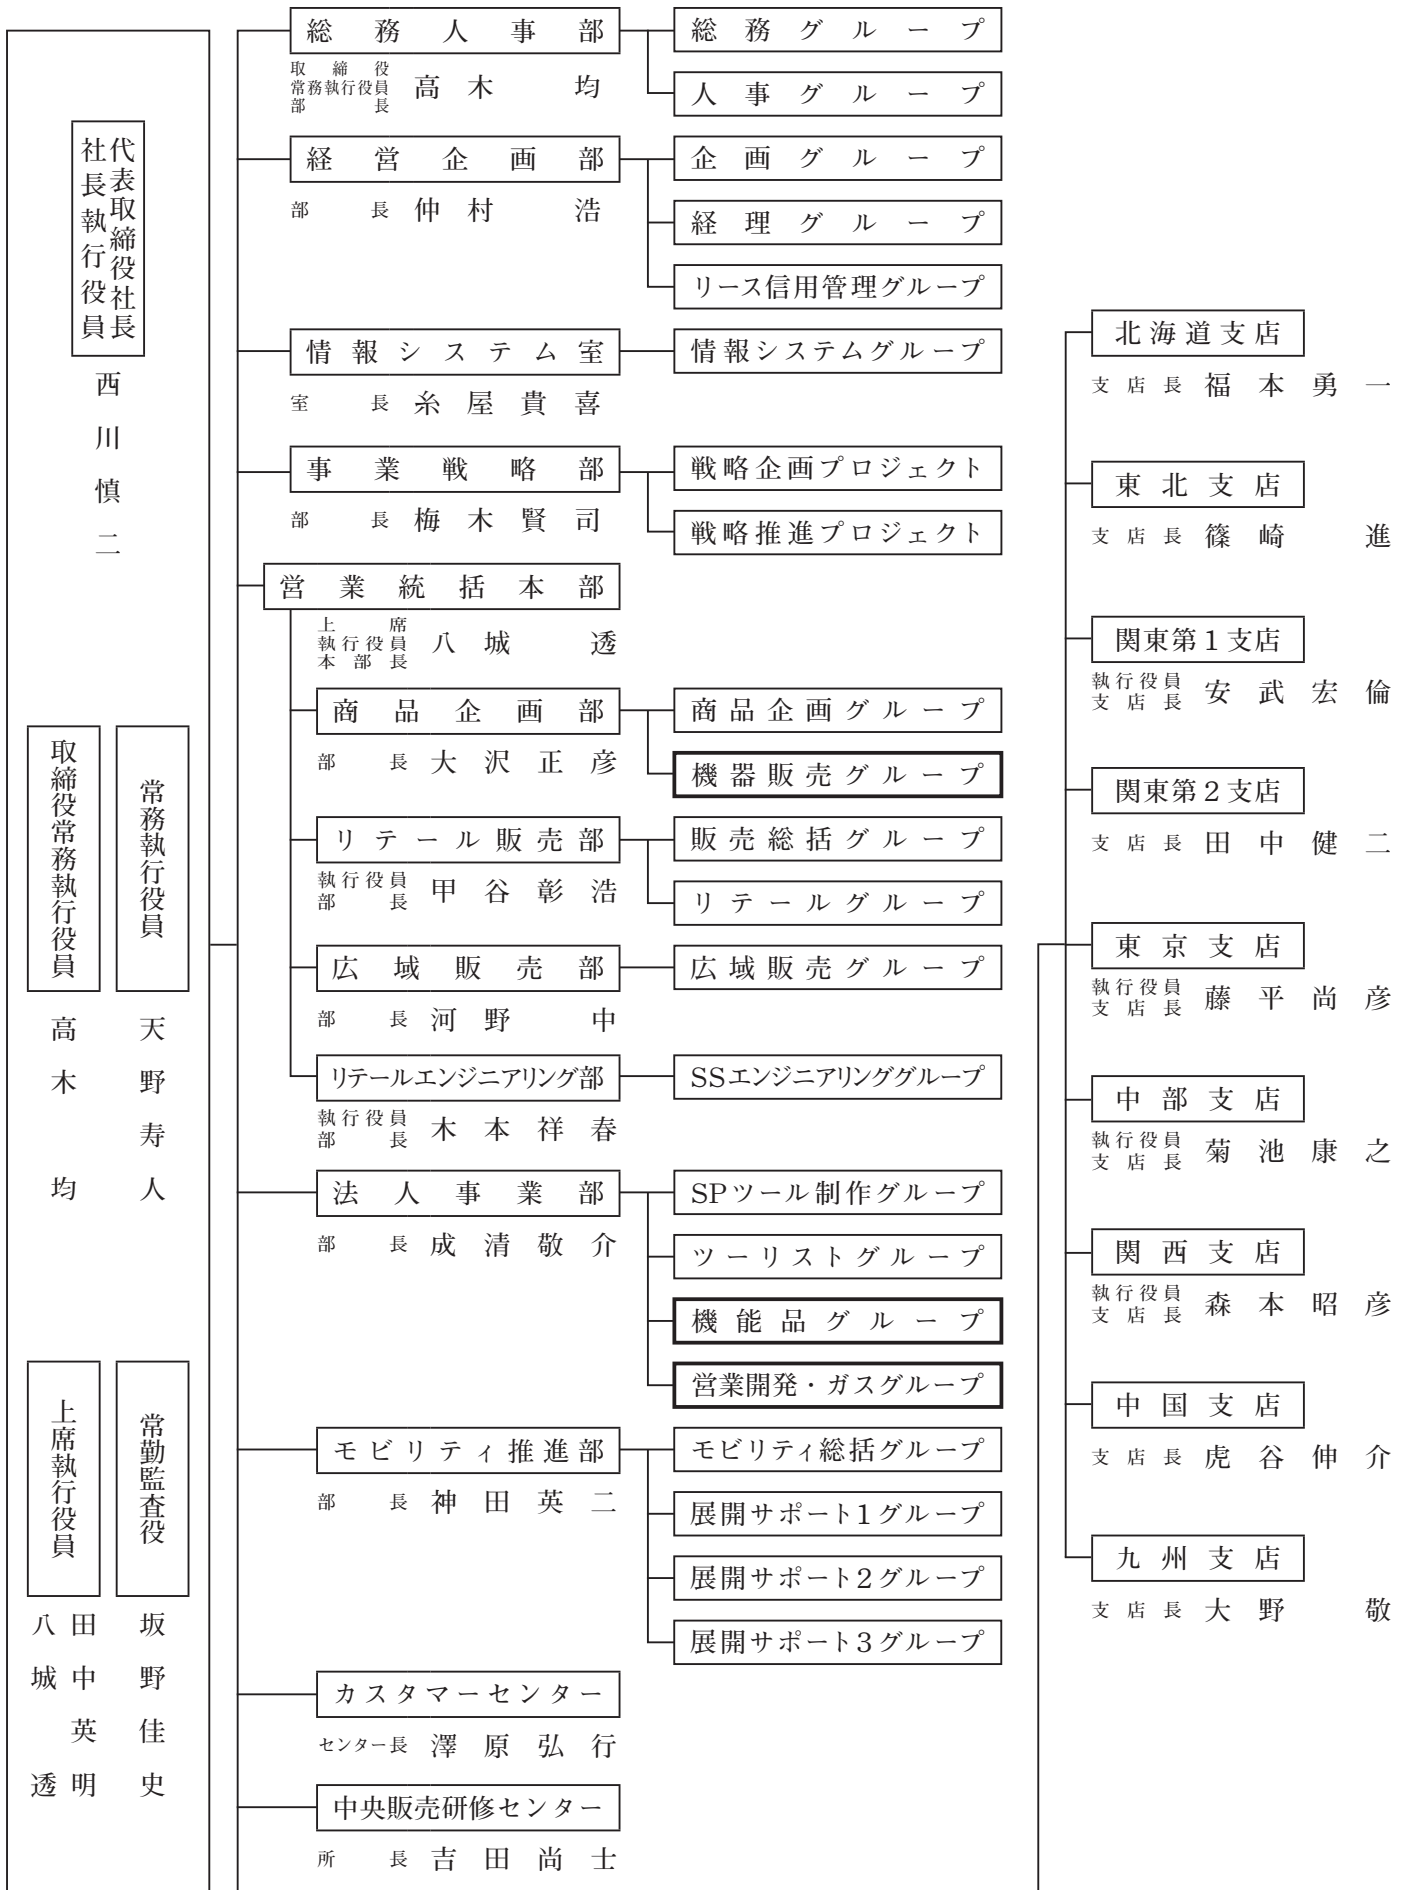 代表取締役社長
社長執行役員
西川慎二
取締役常務執行役員
高木均
常務執行役員
天野寿人
上席執行役員
田中英明
八城透
常勤監査役
坂野佳史
総務人事部
取締役
常務執行役員
部長
高木均
総務グループ
人事グループ
経営企画部
部長 仲村浩
企画グループ
経理グループ
リース信用管理グループ
情報システム室
室長 糸屋貴喜
情報システムグループ
事業戦略部
部長 梅木賢司
戦略企画プロジェクト
戦略推進プロジェクト
営業統括本部
上席
執行役員
本部長
八城透
商品企画部
部長 大沢正彦
商品企画グループ
機器販売グループ
リテール販売部
執行役員
部長
甲谷彰浩
販売総括グループ
リテールグループ
広域販売部
部長 河野中
広域販売グループ
リテールエンジニアリング部
執行役員
部長
木本祥春
SSエンジニアリンググループ
法人事業部
部長 成清敬介
SPツール制作グループ
ツーリストグループ
機能品グループ
営業開発・ガスグループ
モビリティ推進部
部長 神田英二
モビリティ総括グループ
展開サポート1グループ
展開サポート2グループ
展開サポート3グループ
カスタマーセンター
センター長 澤原弘行
中央販売研修センター
所長 吉田尚士
北海道支店
支店長 福本勇一
東北支店
支店長 篠崎進
関東第1支店
執行役員
支店長
安武宏倫
関東第2支店
支店長 田中健二
東京支店
執行役員
支店長
藤平尚彦
中部支店
執行役員
支店長
菊池康之
関西支店
執行役員
支店長
森本昭彦
中国支店
支店長 虎谷伸介
九州支店
支店長 大野敬